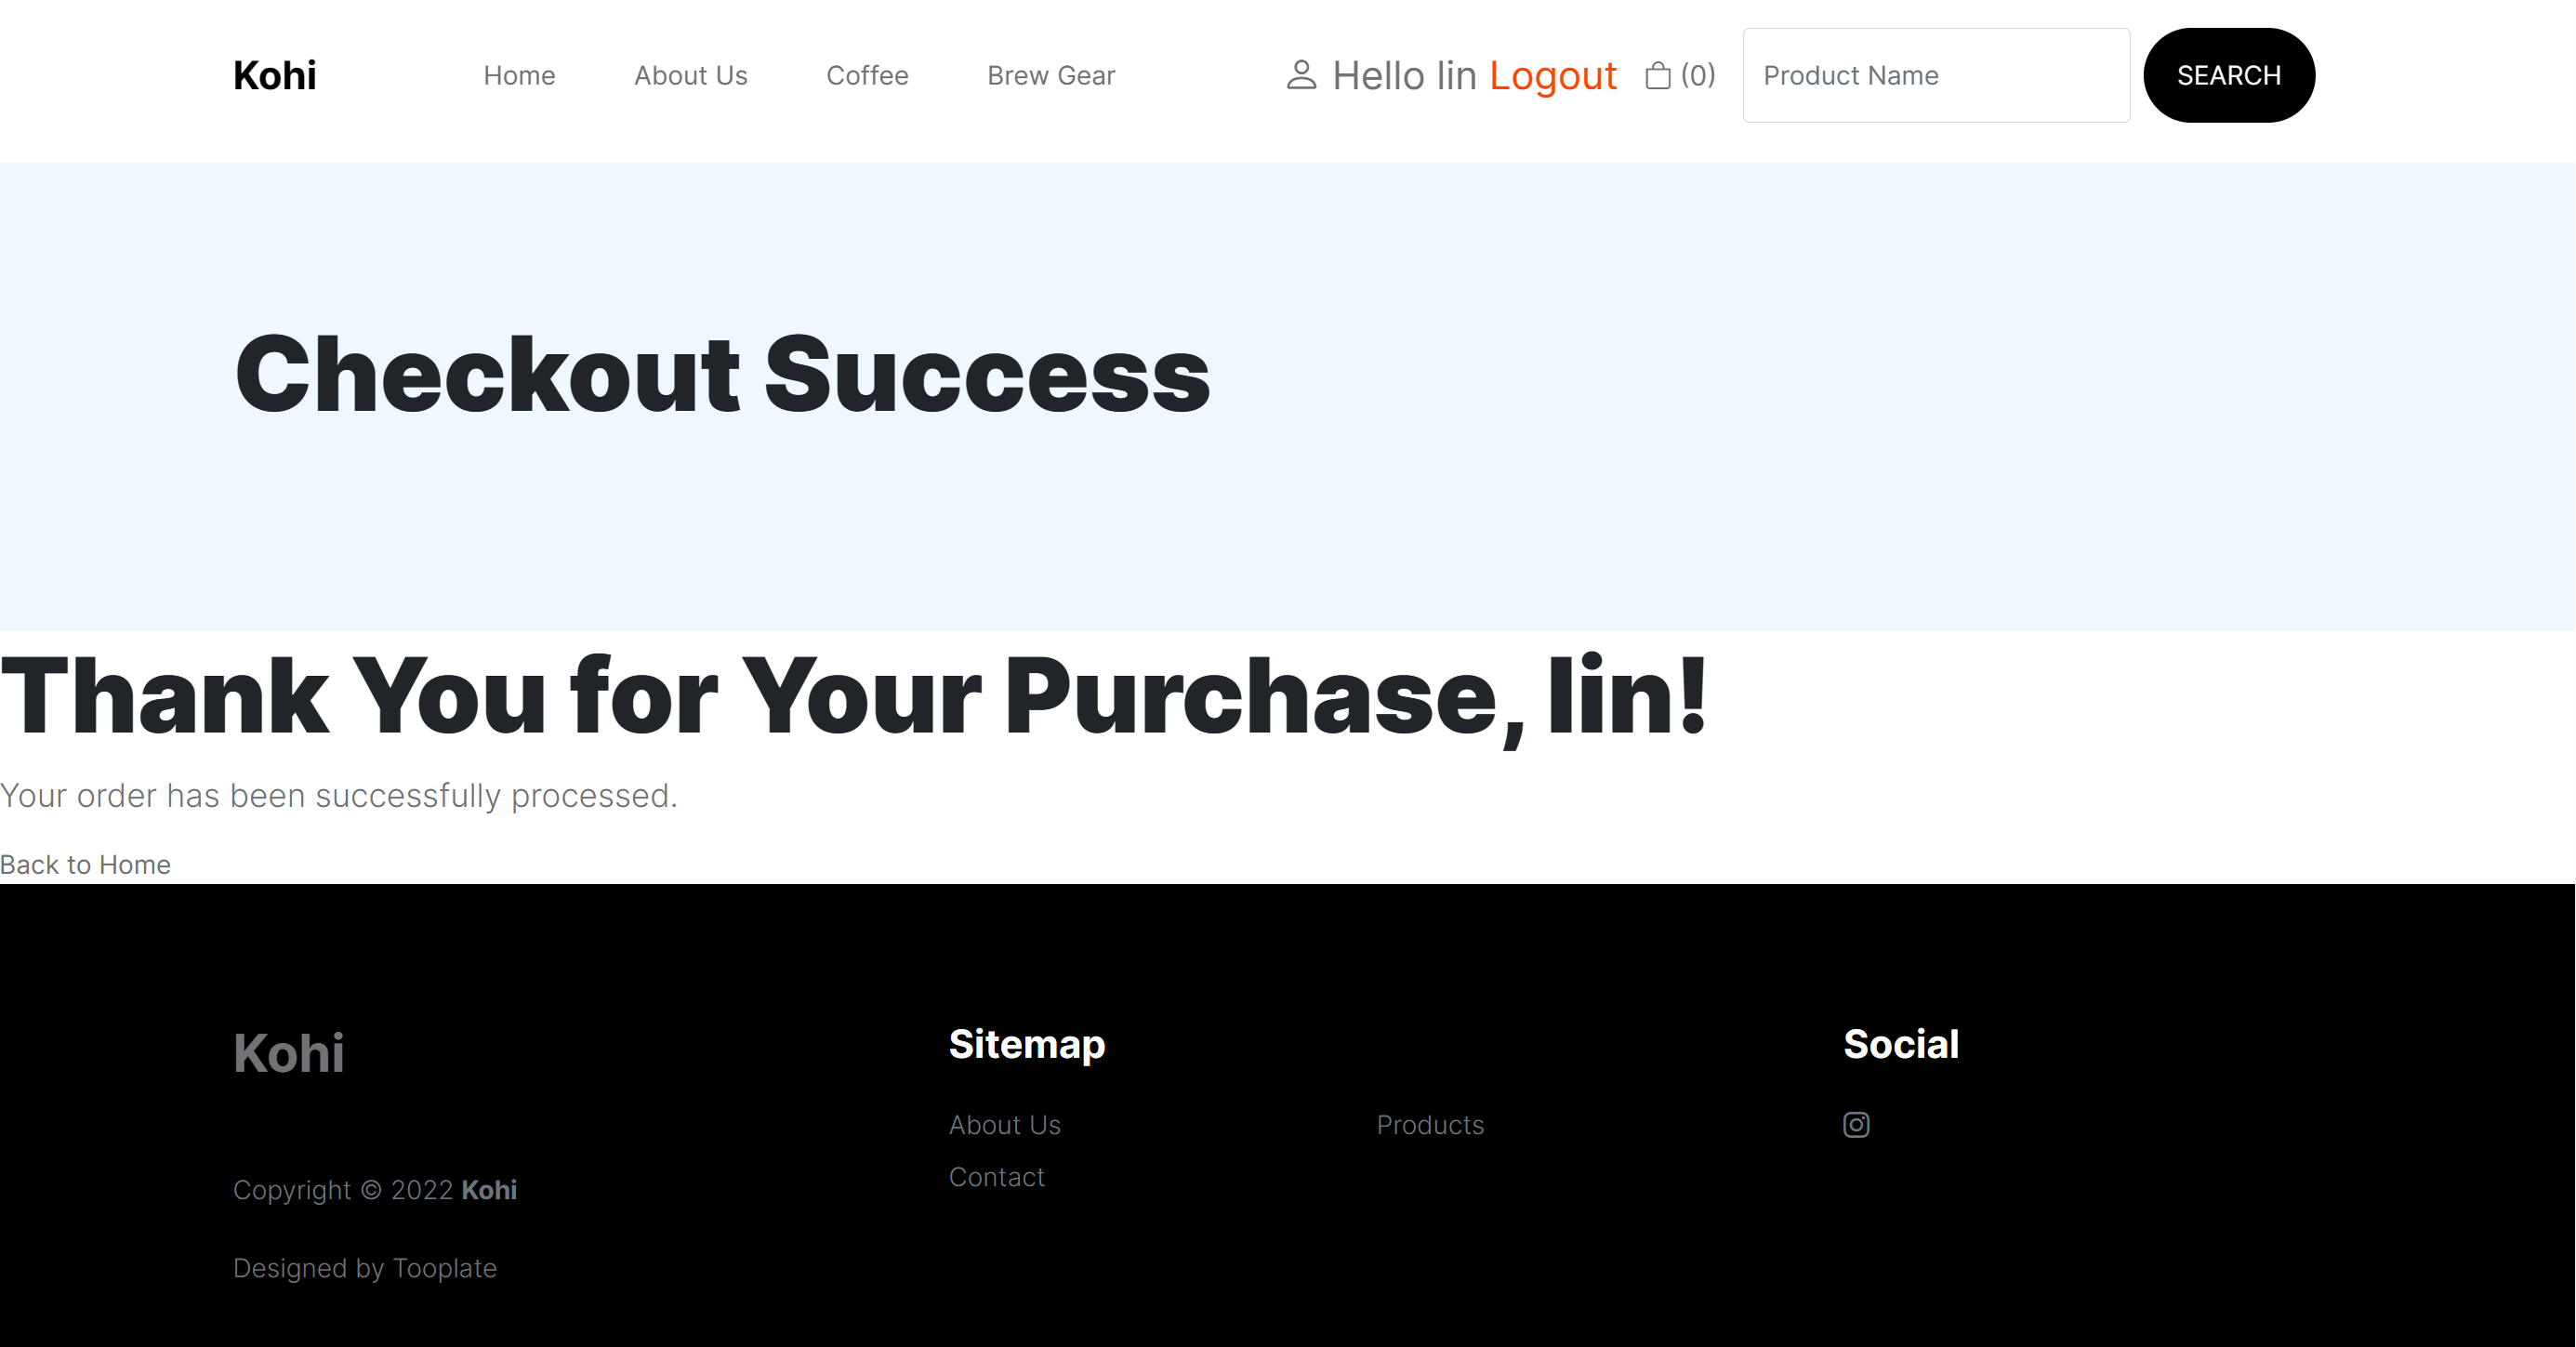 Kohi Home About Us Coffee Brew Gear Hello lin Logout (0) Product Name SEARCH
Checkout Success
Thank You for Your Purchase, lin!
Your order has been successfully processed.
Back to Home
Kohi
Copyright © 2022 Kohi
Designed by Tooplate
Sitemap
About Us
Products
Contact
Social